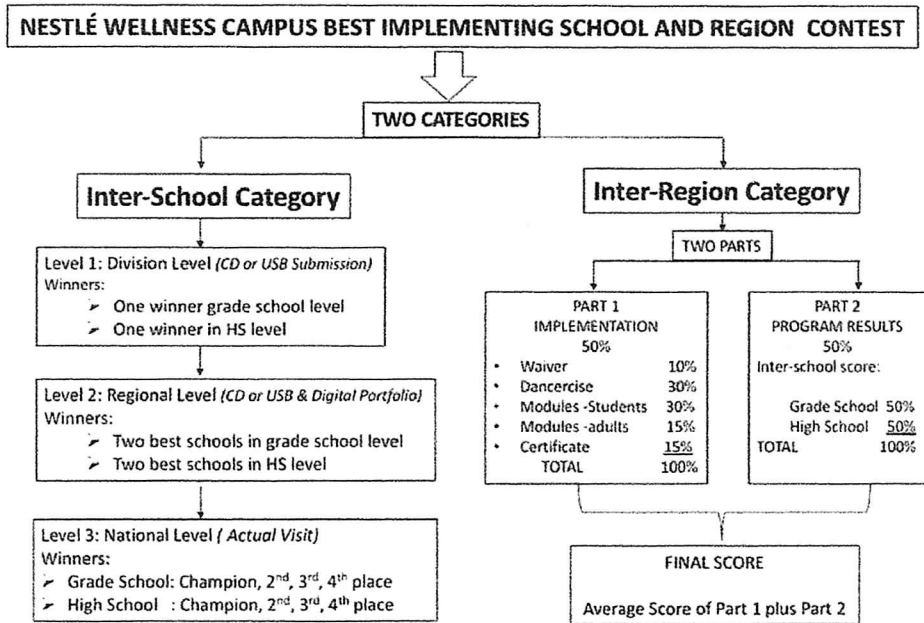 NESTLÉ WELLNESS CAMPUS BEST IMPLEMENTING SCHOOL AND REGION CONTEST
TWO CATEGORIES
Inter-School Category
Level 1: Division Level (CD or USB Submission)
Winners:
➢ One winner grade school level
➢ One winner in HS level
Level 2: Regional Level (CD or USB & Digital Portfolio)
Winners:
➢ Two best schools in grade school level
➢ Two best schools in HS level
Level 3: National Level ( Actual Visit)
Winners:
➢ Grade School: Champion, 2nd, 3rd, 4th place
➢ High School : Champion, 2nd, 3rd, 4th place
Inter-Region Category
TWO PARTS
PART 1
IMPLEMENTATION
50%
• Waiver 10%
• Dancercise 30%
• Modules -Students 30%
• Modules -adults 15%
• Certificate 15%
TOTAL 100%
PART 2
PROGRAM RESULTS
50%
Inter-school score:
Grade School 50%
High School 50%
TOTAL 100%
FINAL SCORE
Average Score of Part 1 plus Part 2